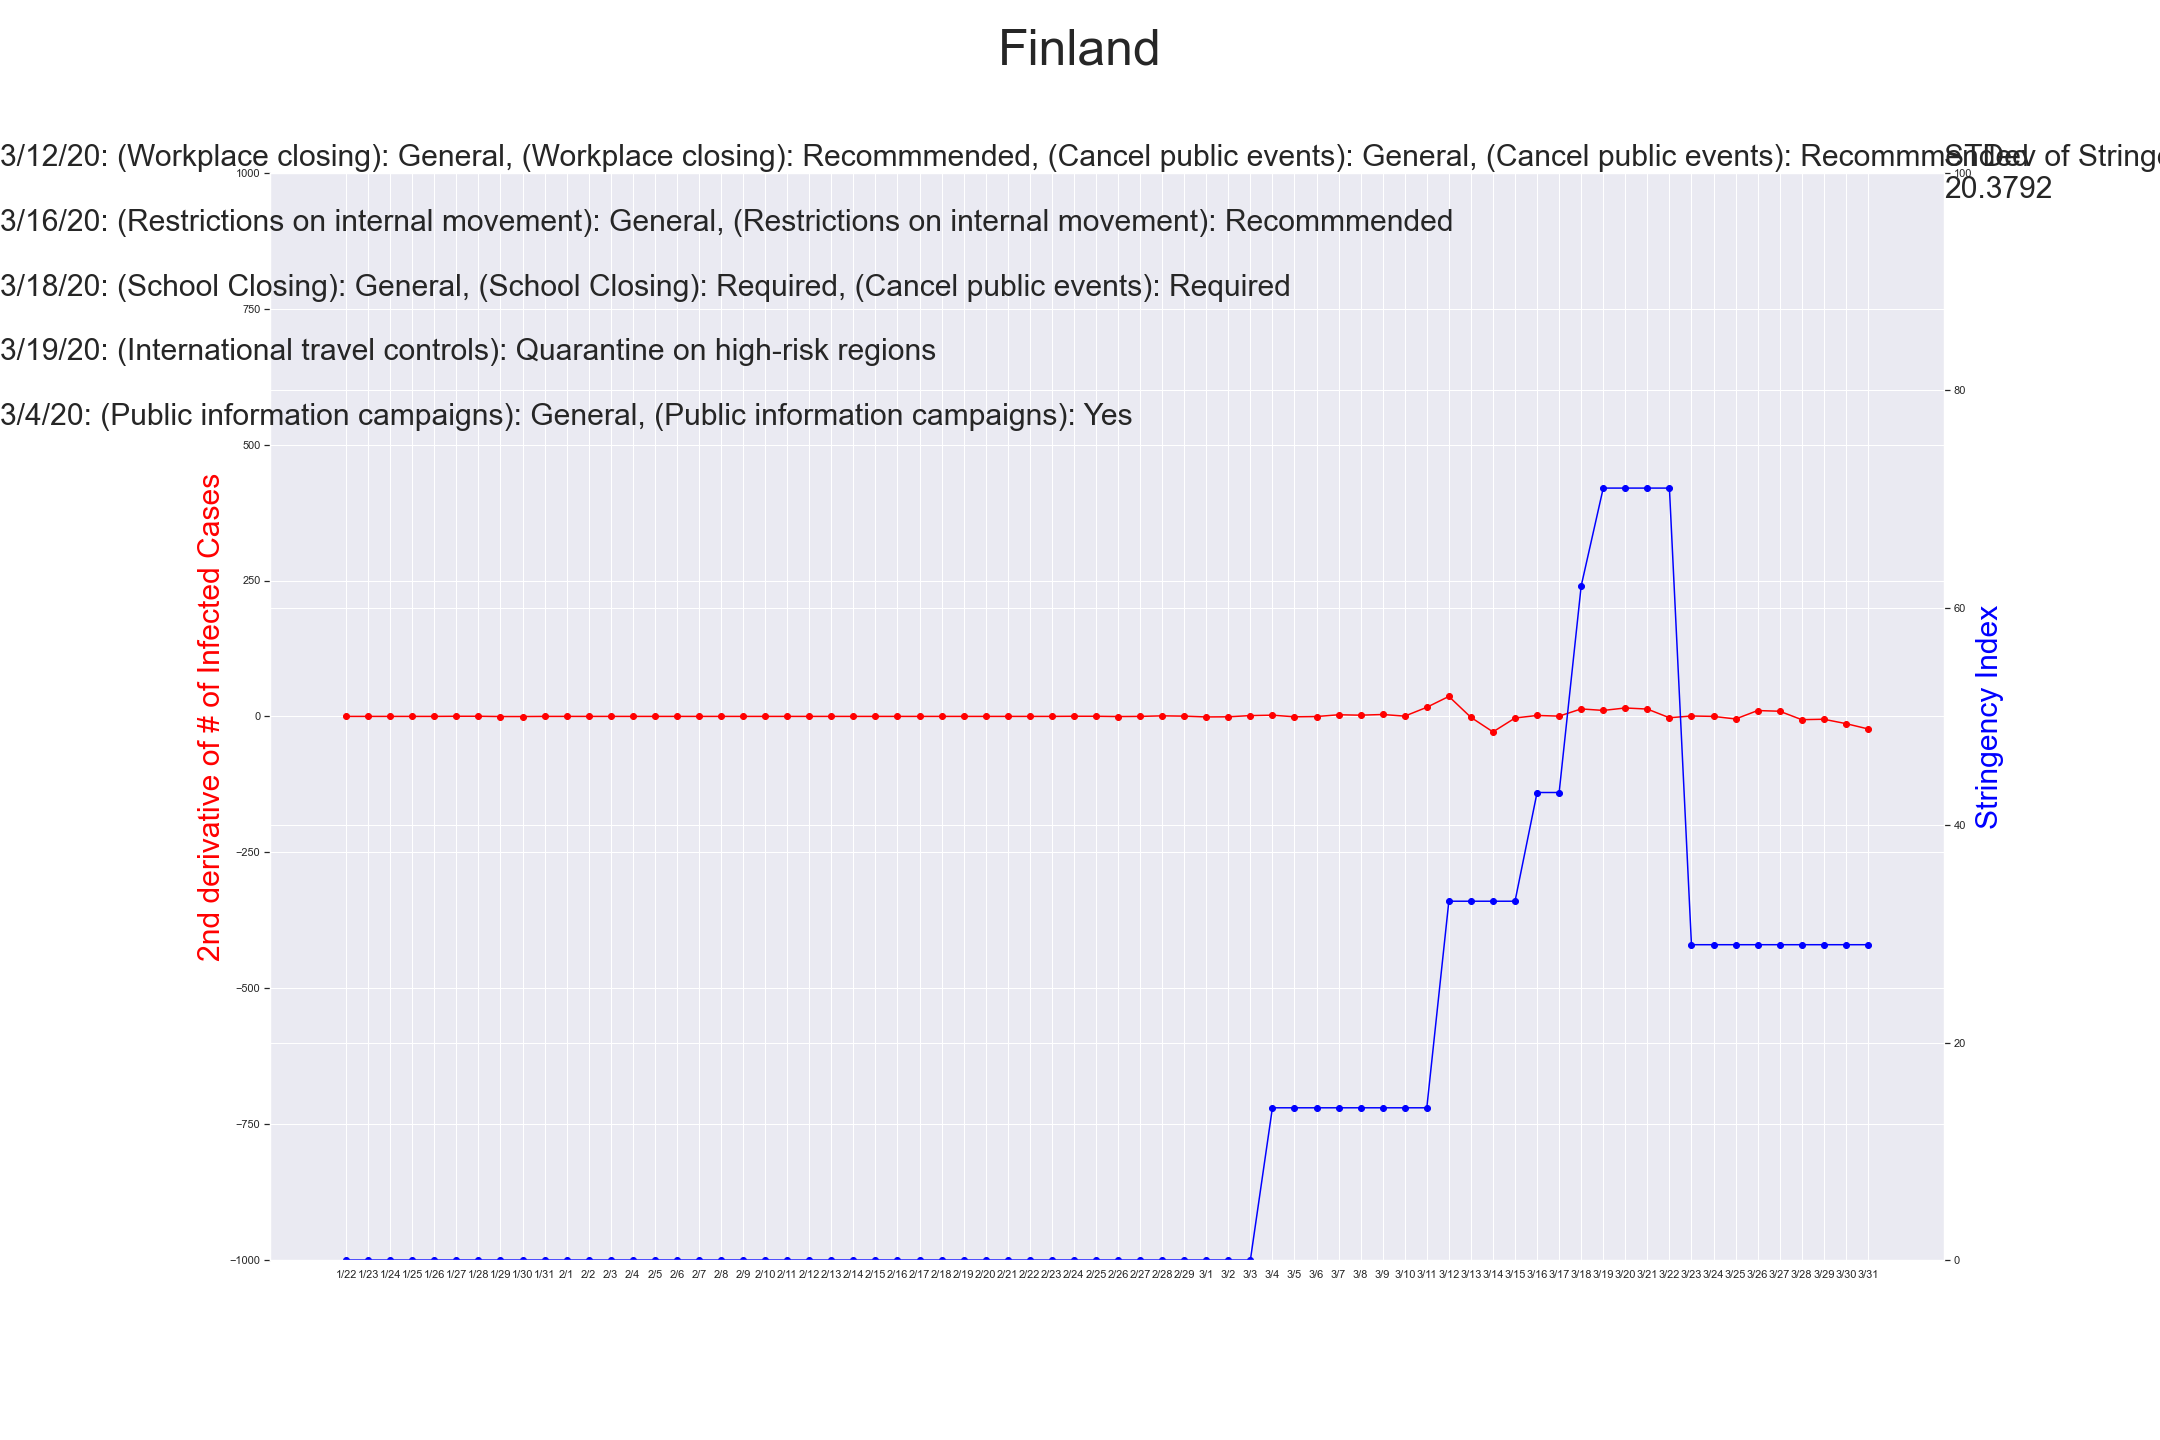 Finland
3/12/20: (Workplace closing): General, (Workplace closing): Recommmended, (Cancel public events): General, (Cancel public events): Recommmended
STDev of Stringe
20.3792
3/16/20: (Restrictions on internal movement): General, (Restrictions on internal movement): Recommmended
3/18/20: (School Closing): General, (School Closing): Required, (Cancel public events): Required
3/19/20: (International travel controls): Quarantine on high-risk regions
3/4/20: (Public information campaigns): General, (Public information campaigns): Yes
2nd derivative of # of Infected Cases
1000
750
500
250
0
−250
−500
−750
−1000
100
80
60
40
20
0
Stringency Index
1/22 1/23 1/24 1/25 1/26 1/27 1/28 1/29 1/30 1/31 2/1 2/2 2/3 2/4 2/5 2/6 2/7 2/8 2/9 2/10 2/11 2/12 2/13 2/14 2/15 2/16 2/17 2/18 2/19 2/20 2/21 2/22 2/23 2/24 2/25 2/26 2/27 2/28 2/29 3/1 3/2 3/3 3/4 3/5 3/6 3/7 3/8 3/9 3/10 3/11 3/12 3/13 3/14 3/15 3/16 3/17 3/18 3/19 3/20 3/21 3/22 3/23 3/24 3/25 3/26 3/27 3/28 3/29 3/30 3/31